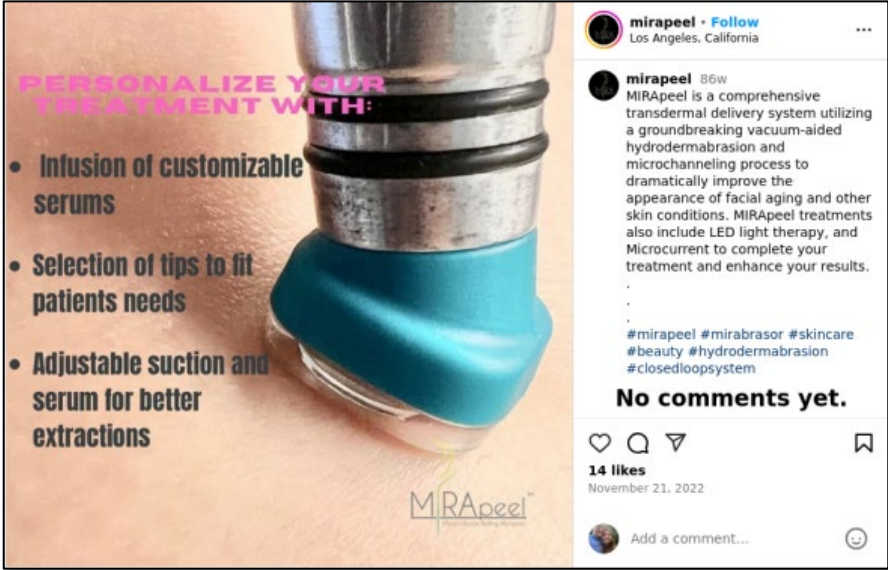 PERSONALIZE YOUR
TREATMENT WITH:
• Infusion of customizable
serums
• Selection of tips to fit
patients needs
• Adjustable suction and
serum for better
extractions
MIRApeel™
mirapeel • Follow
Los Angeles, California
mirapeel 86w
MIRApeel is a comprehensive
transdermal delivery system utilizing
a groundbreaking vacuum-aided
hydrodermabrasion and
microchanneling process to
dramatically improve the
appearance of facial aging and other
skin conditions. MIRApeel treatments
also include LED light therapy, and
Microcurrent to complete your
treatment and enhance your results.
.
.
.
#mirapeel #mirabrasor #skincare
#beauty #hydrodermabrasion
#closedloopsystem
No comments yet.
14 likes
November 21, 2022
Add a comment...